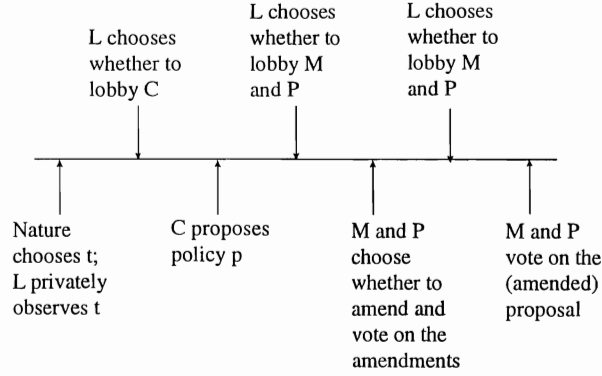 L chooses
whether to
lobby C
L chooses
whether to
lobby M
and P
L chooses
whether to
lobby M
and P
Nature
chooses t;
L privately
observes t
C proposes
policy p
M and P
choose
whether to
amend and
vote on the
amendments
M and P
vote on the
(amended)
proposal